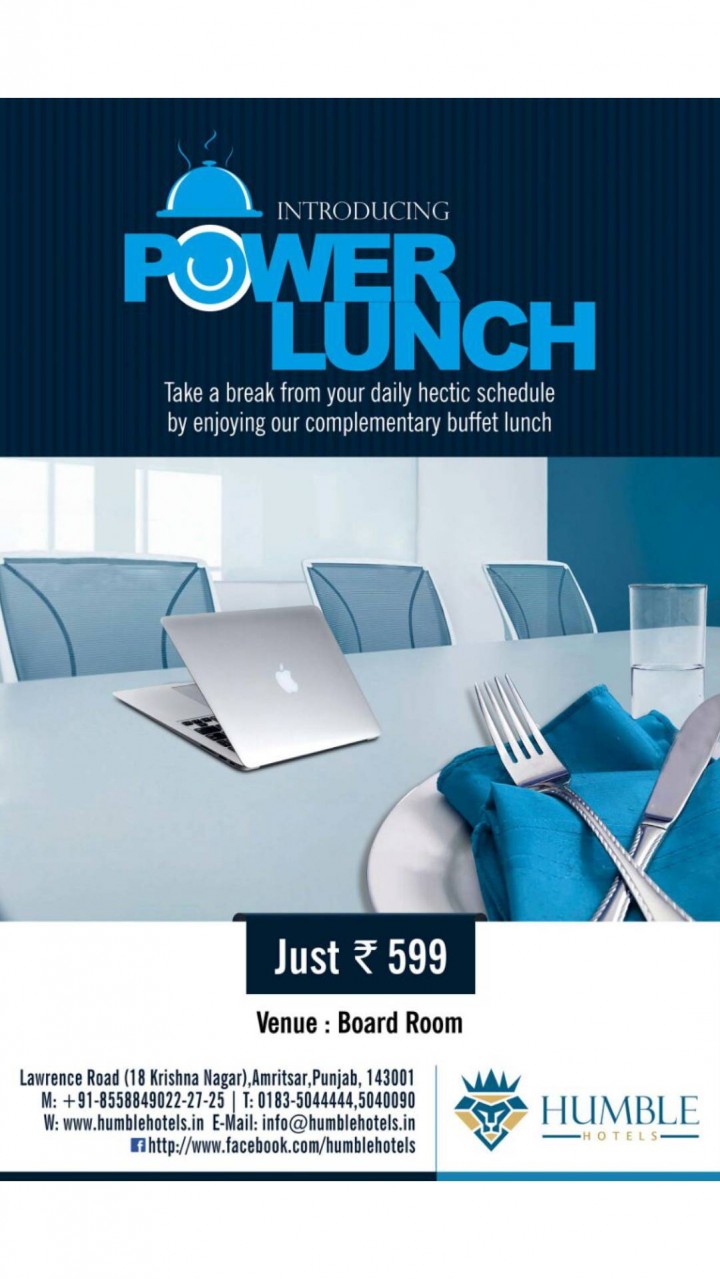 INTRODUCING
POWER
LUNCH
Take a break from your daily hectic schedule
by enjoying our complementary buffet lunch
Just ₹ 599
Venue : Board Room
Lawrence Road (18 Krishna Nagar),Amritsar,Punjab, 143001
M: +91-8558849022-27-25 | T: 0183-5044444,5040090
W: www.humblehotels.in E-Mail: info@humblehotels.in
http://www.facebook.com/humblehotels
HUMBLE
HOTELS